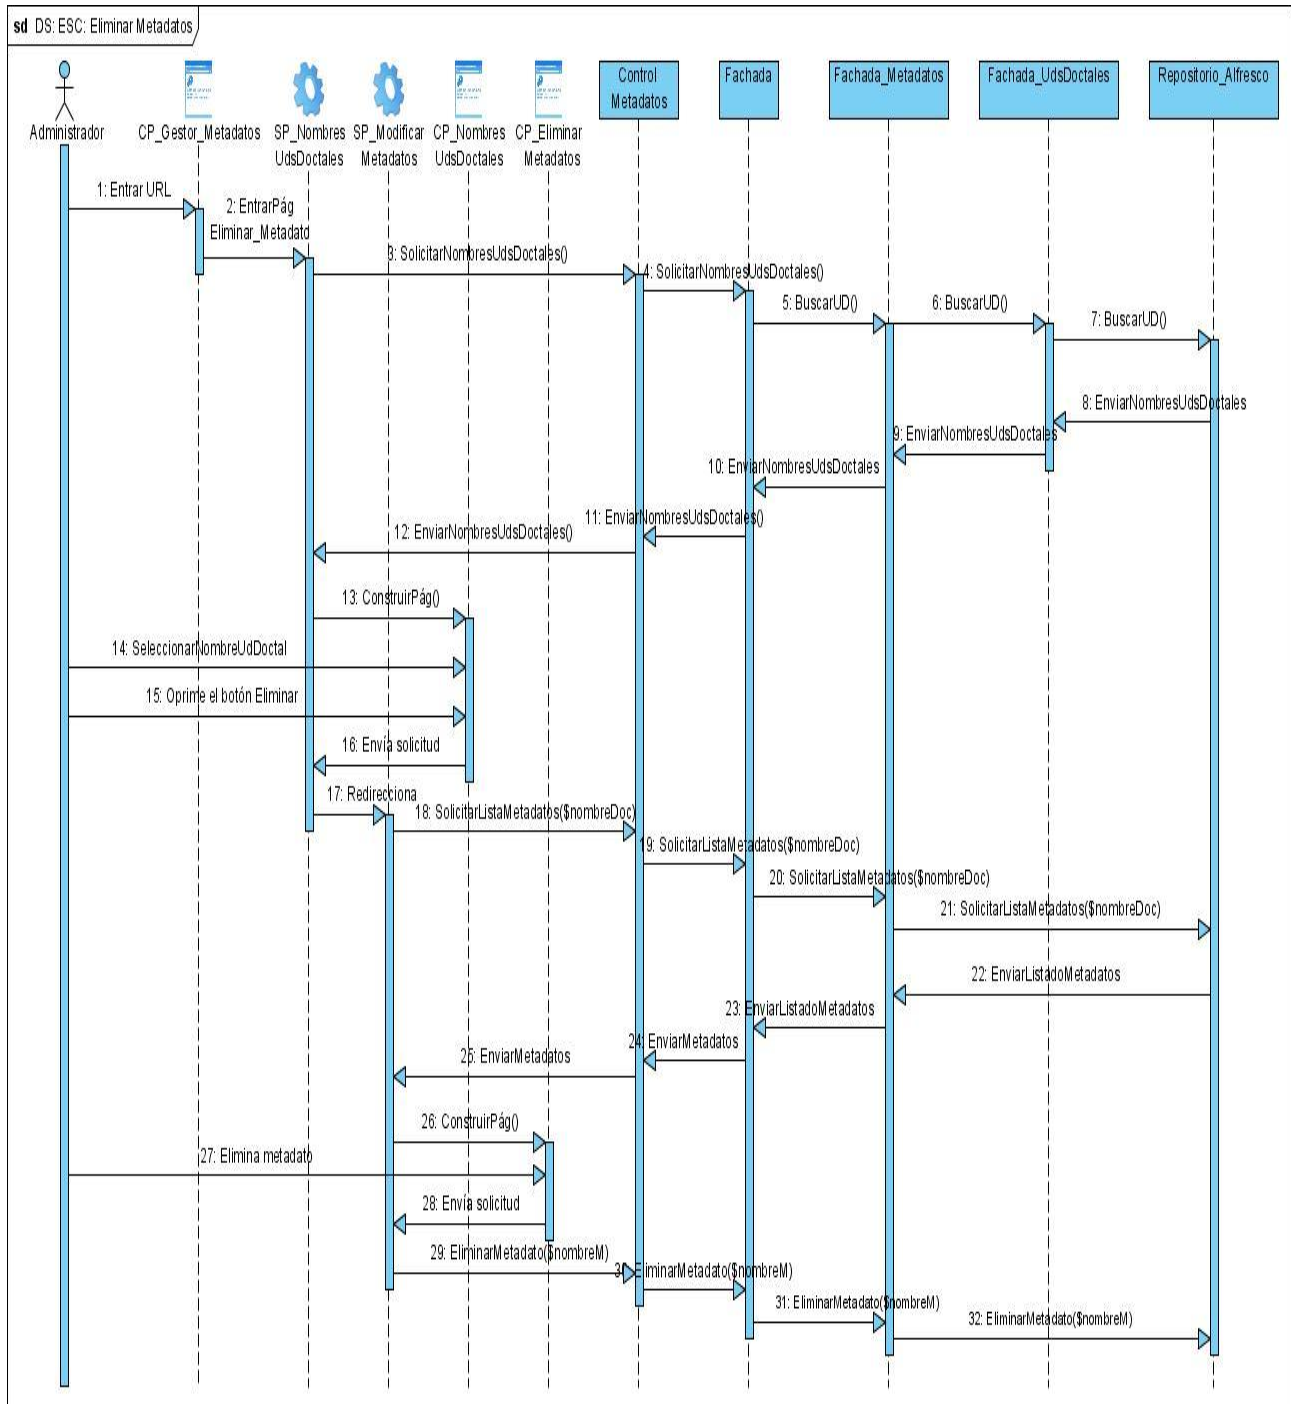 sd DS: ESC: Eliminar Metadatos
Administrador
CP_Gestor_Metadatos
SP_Nombres
UdsDoctales
SP_Modificar
Metadatos
CP_Nombres
UdsDoctales
CP_Eliminar
Metadatos
Control
Metadatos
Fachada
Fachada_Metadatos
Fachada_UdsDoctales
Repositorio_Alfresco
1: Entrar URL
2: EntrarPág
Eliminar_Metadato
3: SolicitarNombresUdsDoctales()
4: SolicitarNombresUdsDoctales()
5: BuscarUD()
6: BuscarUD()
7: BuscarUD()
8: EnviarNombresUdsDoctales
9: EnviarNombresUdsDoctales
10: EnviarNombresUdsDoctales
11: EnviarNombresUdsDoctales()
12: EnviarNombresUdsDoctales()
13: ConstruirPág()
14: SeleccionarNombreUdDoctal
15: Oprime el botón Eliminar
16: Envía solicitud
17: Redirecciona
18: SolicitarListaMetadatos($nombreDoc)
19: SolicitarListaMetadatos($nombreDoc)
20: SolicitarListaMetadatos($nombreDoc)
21: SolicitarListaMetadatos($nombreDoc)
22: EnviarListadoMetadatos
23: EnviarListadoMetadatos
24: EnviarMetadatos
25: EnviarMetadatos
26: ConstruirPág()
27: Elimina metadato
28: Envía solicitud
29: EliminarMetadato($nombreM)
30: EliminarMetadato($nombreM)
31: EliminarMetadato($nombreM)
32: EliminarMetadato($nombreM)